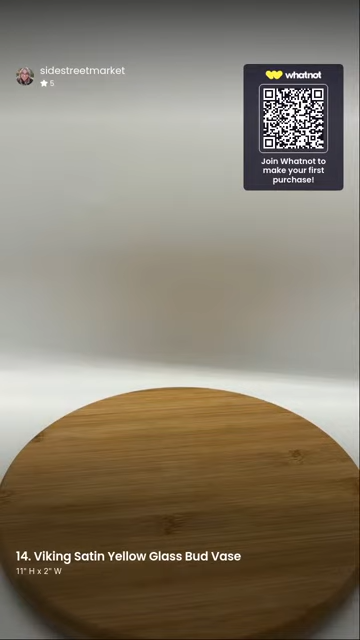 sidestreetmarket
5
whatnot
Join Whatnot to
make your first
purchase!
14. Viking Satin Yellow Glass Bud Vase
11" H x 2" W